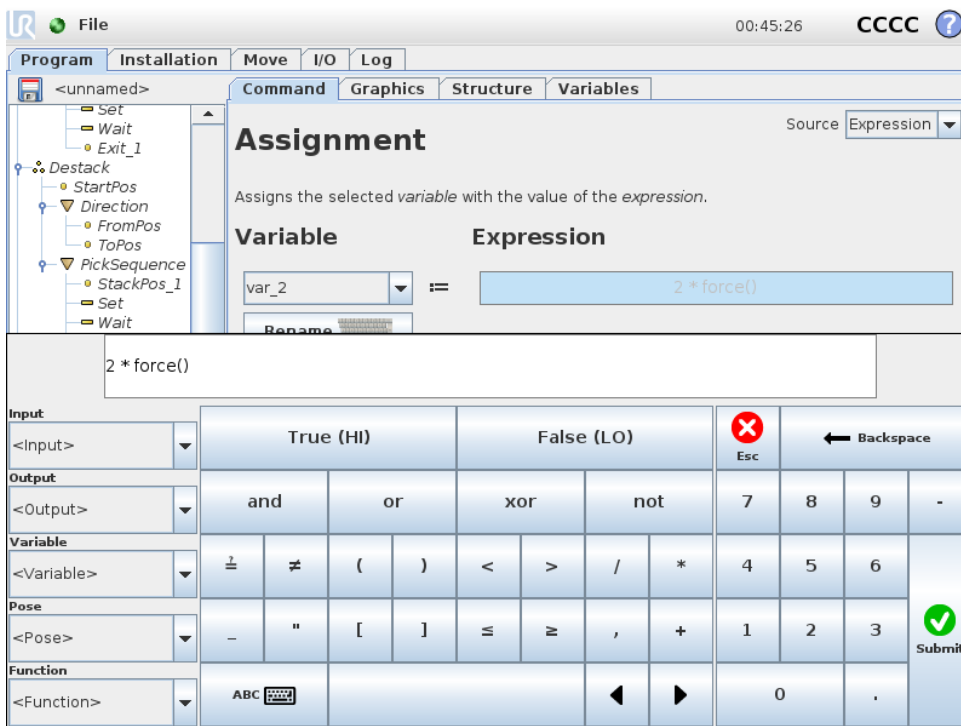 UR File 00:45:26 CCCC ?
Program Installation Move I/O Log
<unnamed> Command Graphics Structure Variables
Set
Wait
Exit_1
Destack
StartPos
Direction
FromPos
ToPos
PickSequence
StackPos_1
Set
Wait
Assignment
Source Expression
Assigns the selected variable with the value of the expression.
Variable Expression
var_2 := 2 * force()
Rename
2 * force()
Input
<Input>
Output
<Output>
Variable
<Variable>
Pose
<Pose>
Function
<Function>
True (HI) False (LO) Esc Backspace
and or xor not 7 8 9 -
≟ ≠ ( ) < > / * 4 5 6
_ " [ ] ≤ ≥ , + 1 2 3 Submit
ABC 0 .